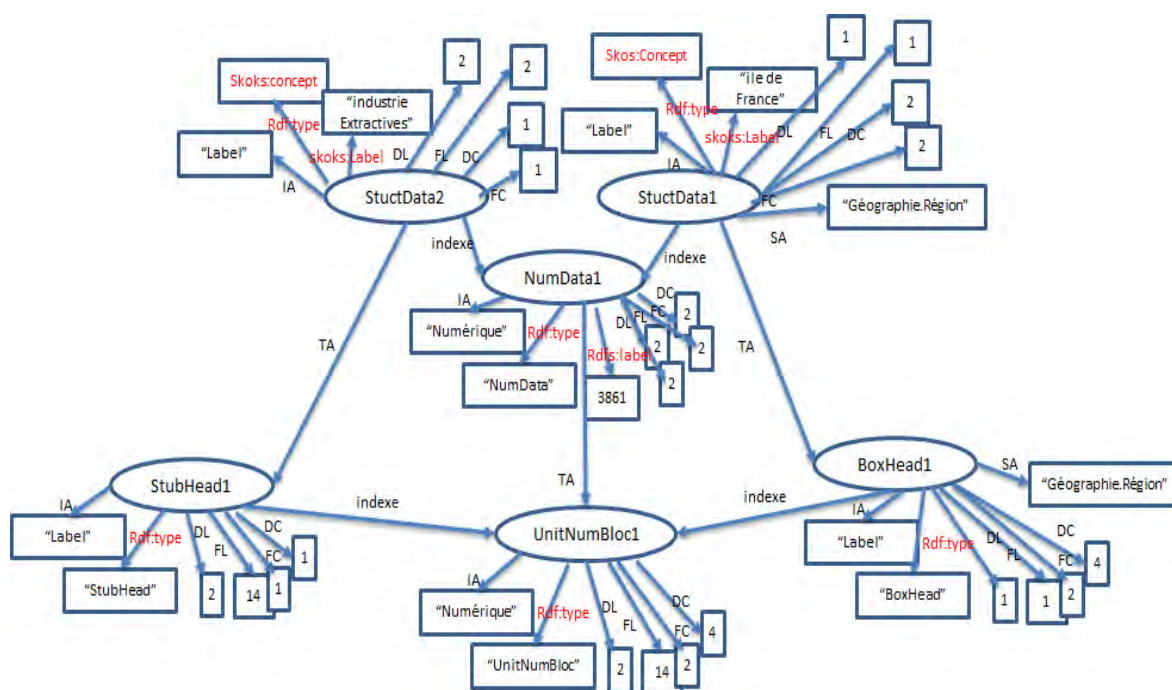 1
1
2
2
Skos:Concept
Skoks:concept
"île de
France"
2
"industrie
Extractives"
1
Rdf:type
Rdf:type
DL
FL
DC
"Label"
skoks:Label
2
"Label"
skoks:Label
DL
FL
DC
1
IA
IA
FC
StuctData2
StuctData1
FC
"Géographie.Région"
SA
indexe
indexe
NumData1
DC
IA
FL
FC
2
"Numérique"
Rdf:type
DL
TA
Rdfs:label
2
2
TA
"NumData"
3861
2
BoxHead1
SA
StubHead1
TA
"Géographie.Région"
IA
indexe
indexe
IA
"Label"
Rdf:type
DL
FL
DC
FC
1
UnitNumBloc1
"Label"
Rdf:type
DL
FL
DC
FC
4
"StubHead"
2
14
1
IA
"BoxHead"
1
1
2
"Numérique"
Rdf:type
DL
FL
DC
FC
4
"UnitNumBloc"
2
14
2